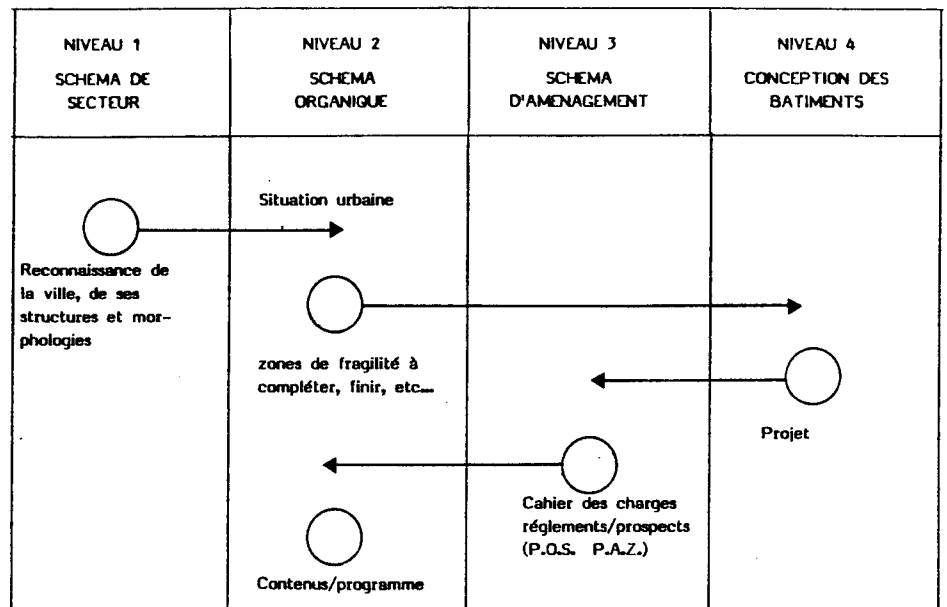 NIVEAU 1
SCHEMA DE
SECTEUR
NIVEAU 2
SCHEMA
ORGANIQUE
NIVEAU 3
SCHEMA
D'AMENAGEMENT
NIVEAU 4
CONCEPTION DES
BATIMENTS
Situation urbaine
Reconnaissance de
la ville, de ses
structures et mor-
phologies
zones de fragilité à
compléter, finir, etc...
Projet
Cahier des charges
réglements/prospects
(P.O.S. P.A.Z.)
Contenus/programme